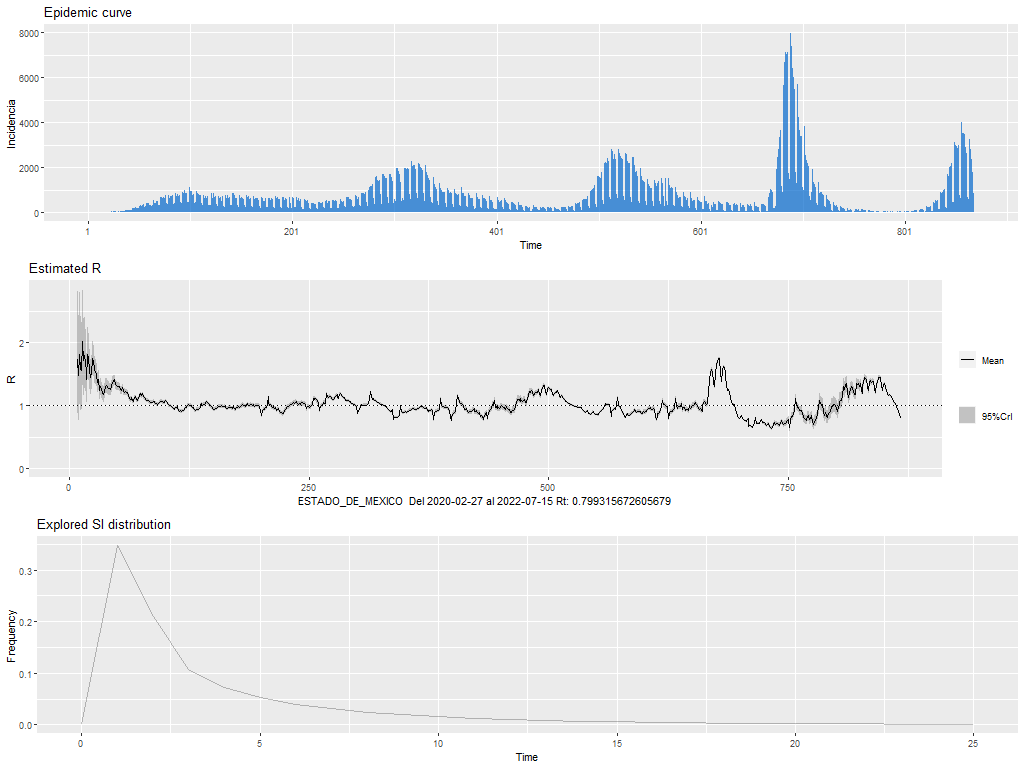 Epidemic curve
8000
6000
4000
2000
0
Incidencia
1 201 401 601 801
Time
Estimated R
2
1
0
R
Mean
95%CrI
0 250 500 750
ESTADO_DE_MEXICO Del 2020-02-27 al 2022-07-15 Rt: 0.799315672605679
Explored SI distribution
0.3
0.2
0.1
0.0
Frequency
0 5 10 15 20 25
Time